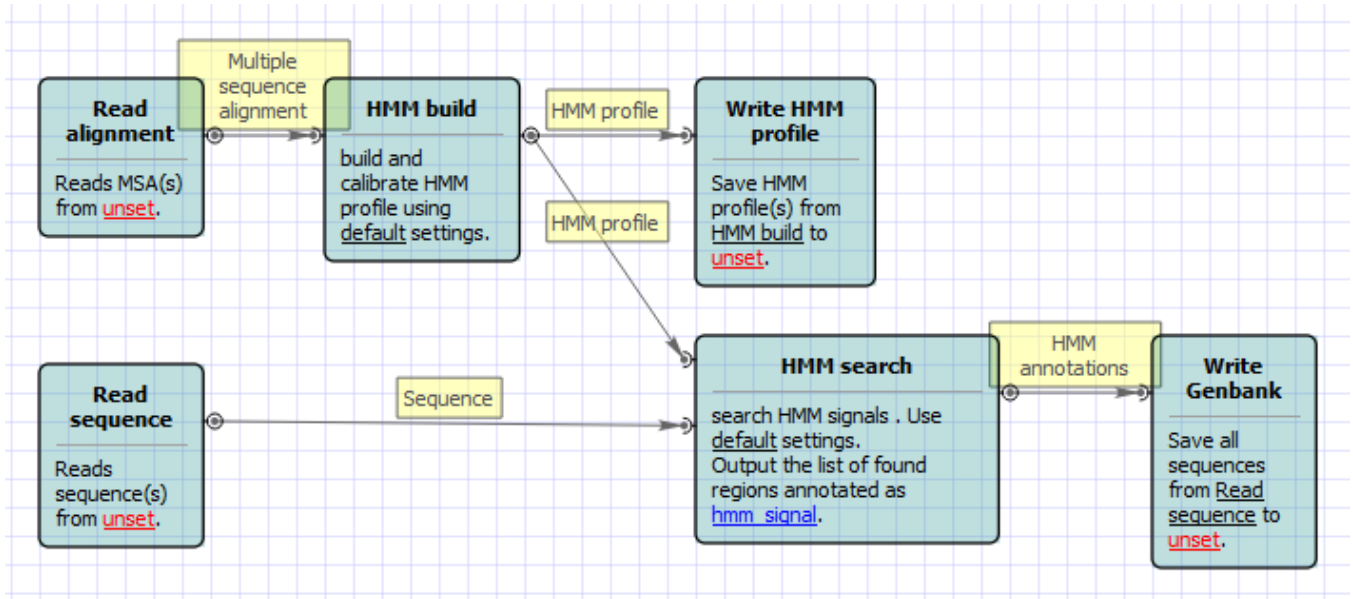 Multiple
sequence
alignment
Read
alignment
Reads MSA(s)
from unset.
HMM build
build and
calibrate HMM
profile using
default settings.
HMM profile
HMM profile
Write HMM
profile
Save HMM
profile(s) from
HMM build to
unset.
Read
sequence
Reads
sequence(s)
from unset.
Sequence
HMM search
search HMM signals . Use
default settings.
Output the list of found
regions annotated as
hmm_signal.
HMM
annotations
Write
Genbank
Save all
sequences
from Read
sequence to
unset.